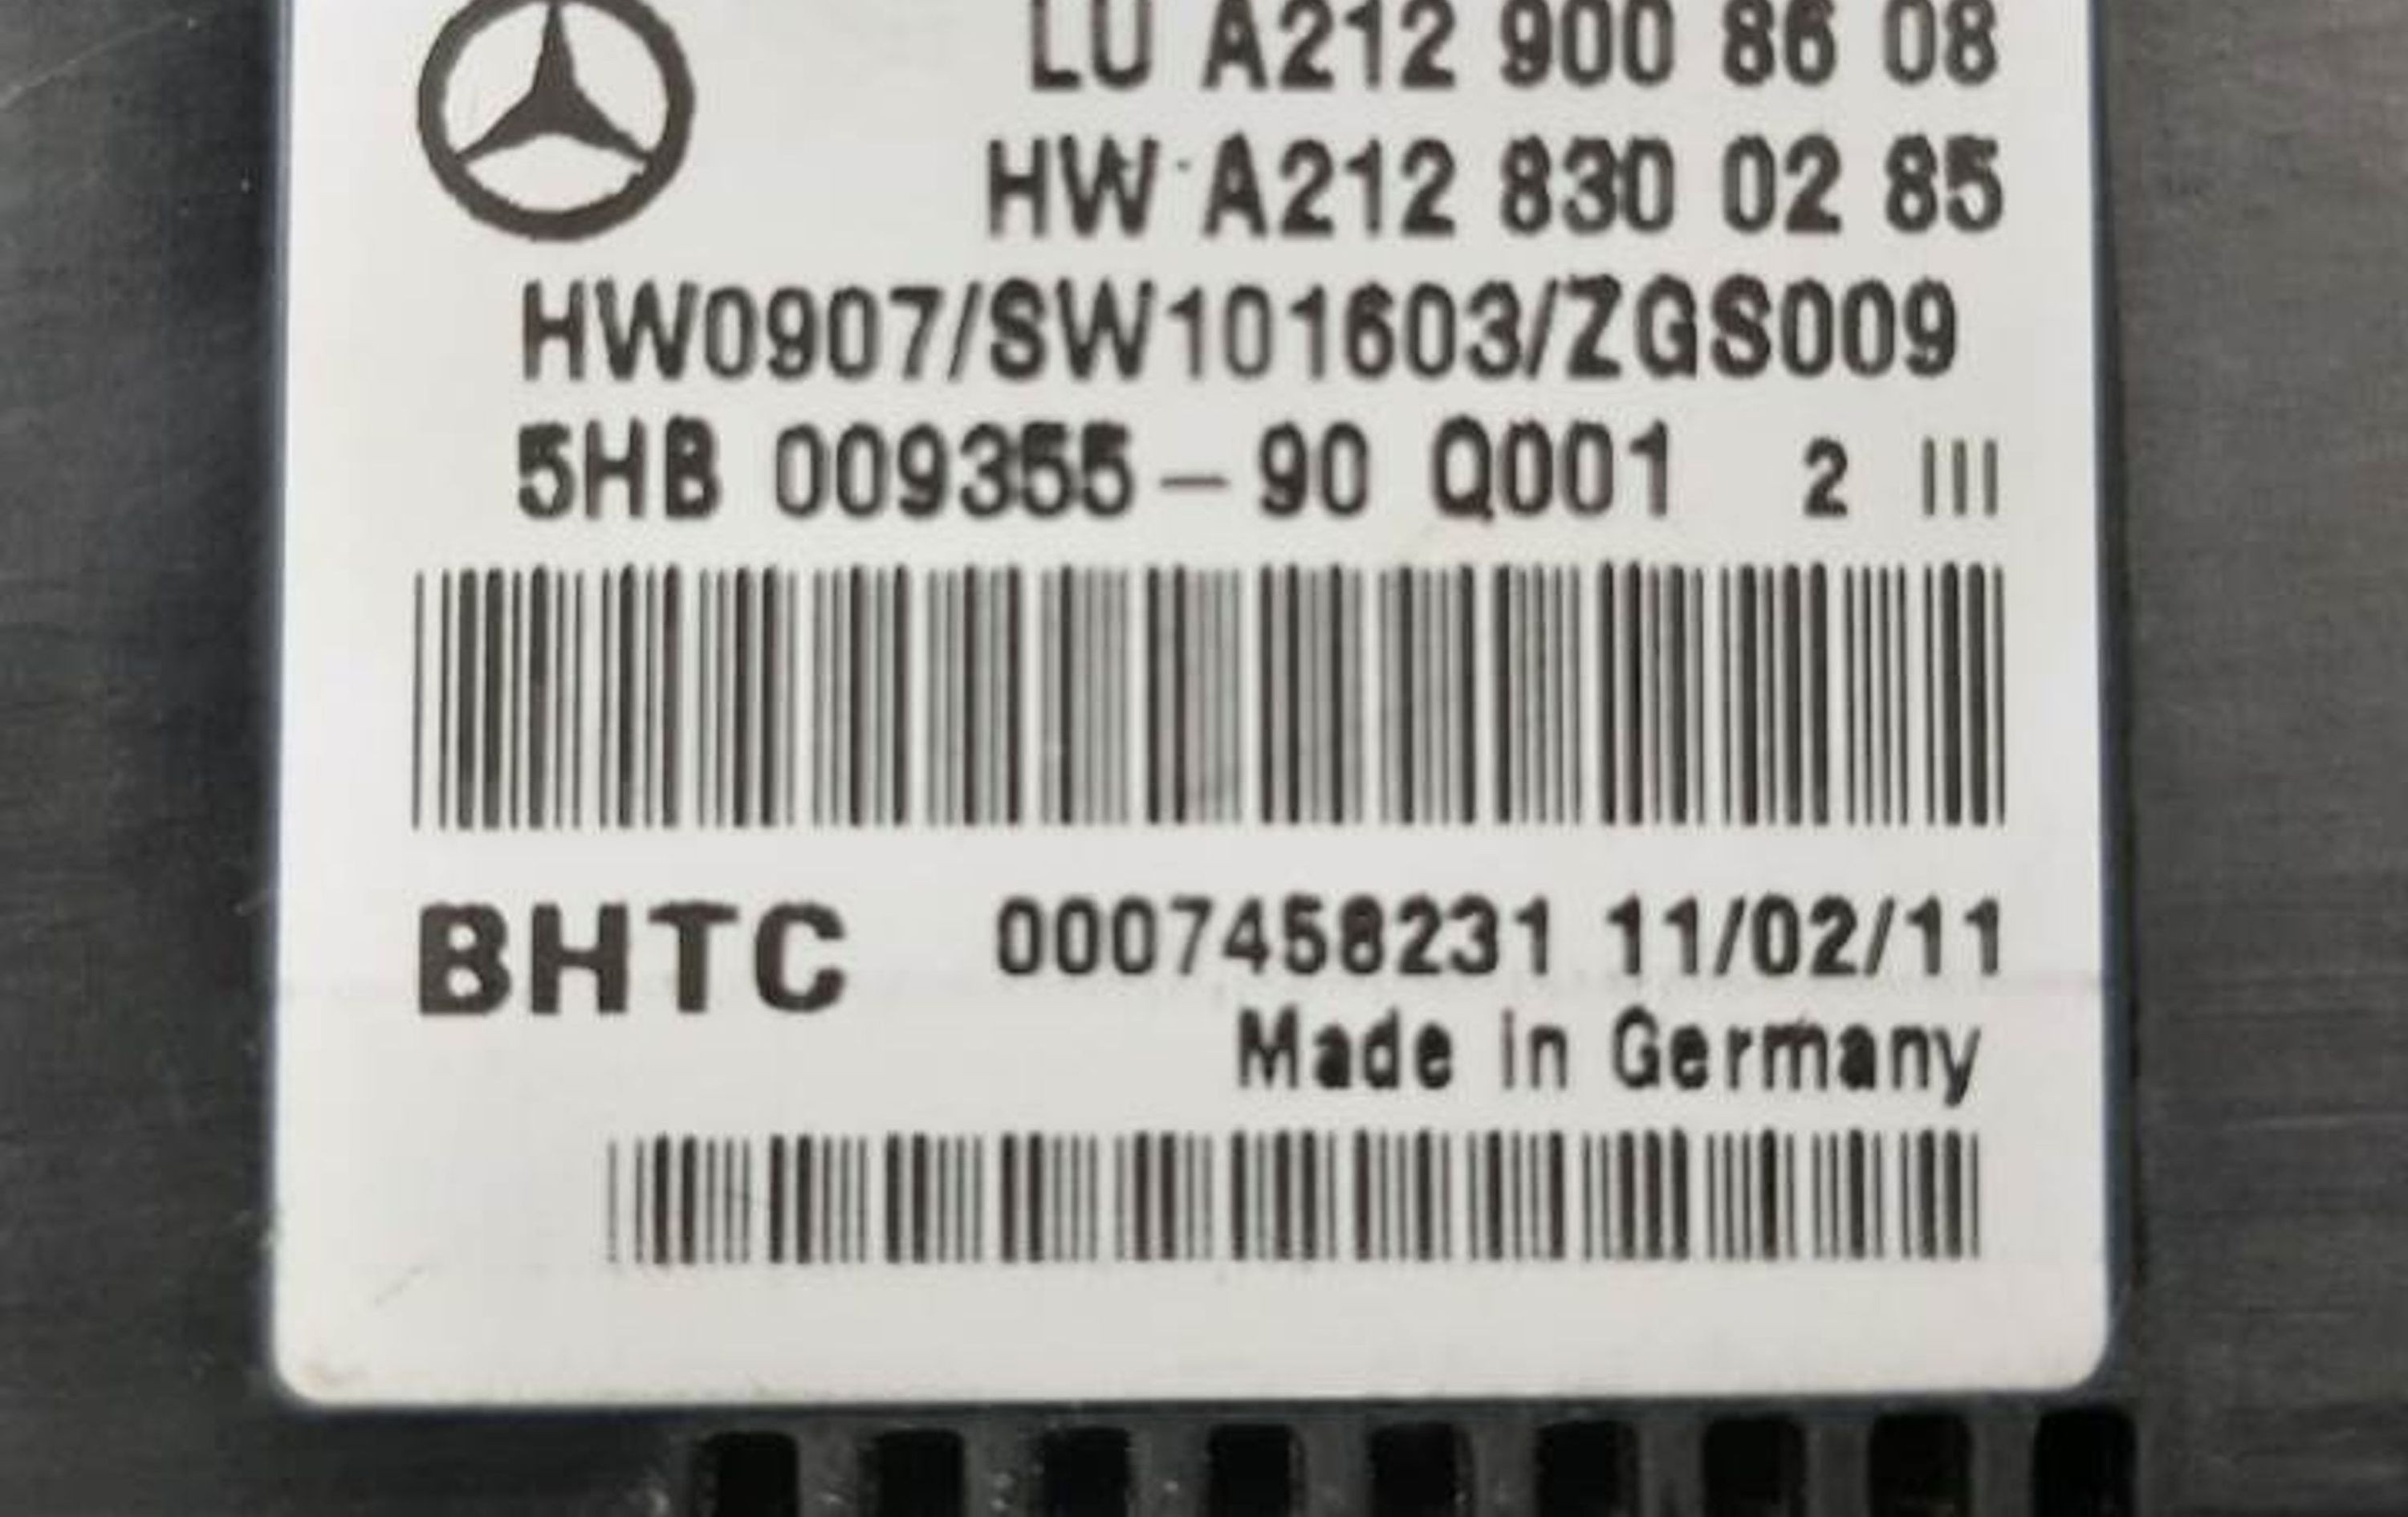 LU A212 900 86 08
HW A212 830 02 85
HW0907/SW101603/ZGS009
5HB 009355-90 Q001 2 III
BHTC 0007458231 11/02/11
Made in Germany